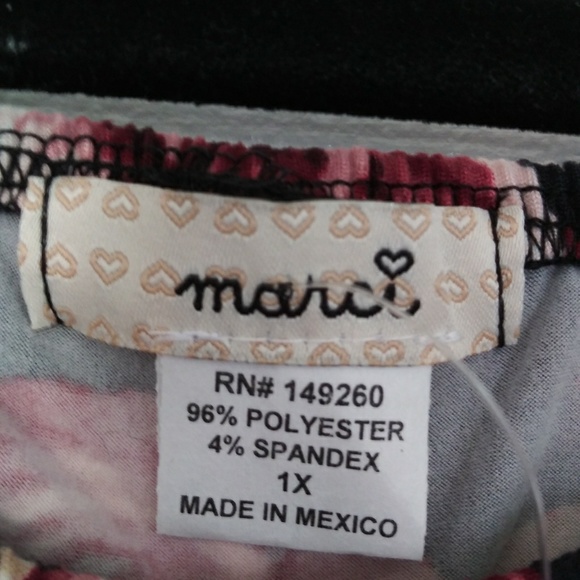 marci
RN# 149260
96% POLYESTER
4% SPANDEX
1X
MADE IN MEXICO